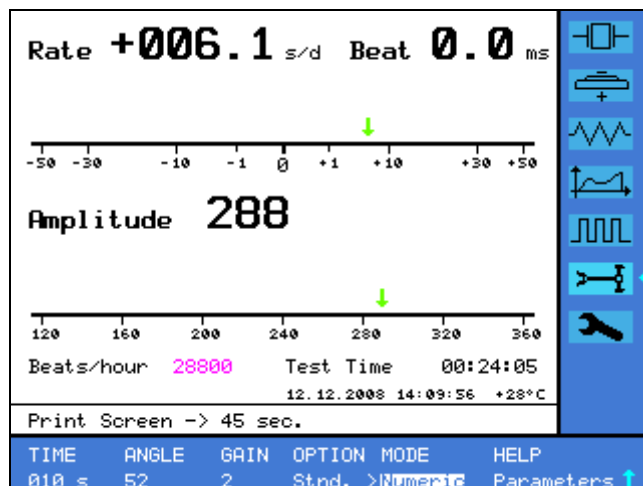 Rate +006.1 s/d Beat 0.0 ms
-50 -30 -10 -1 0 +1 +10 +30 +50
Amplitude 288
120 160 200 240 280 320 360
Beats/hour 28800 Test Time 00:24:05
12.12.2008 14:09:56 +28°C
Print Screen -> 45 sec.
TIME ANGLE GAIN OPTION MODE HELP
010 s 52 2 Stnd. >Numeric Parameters